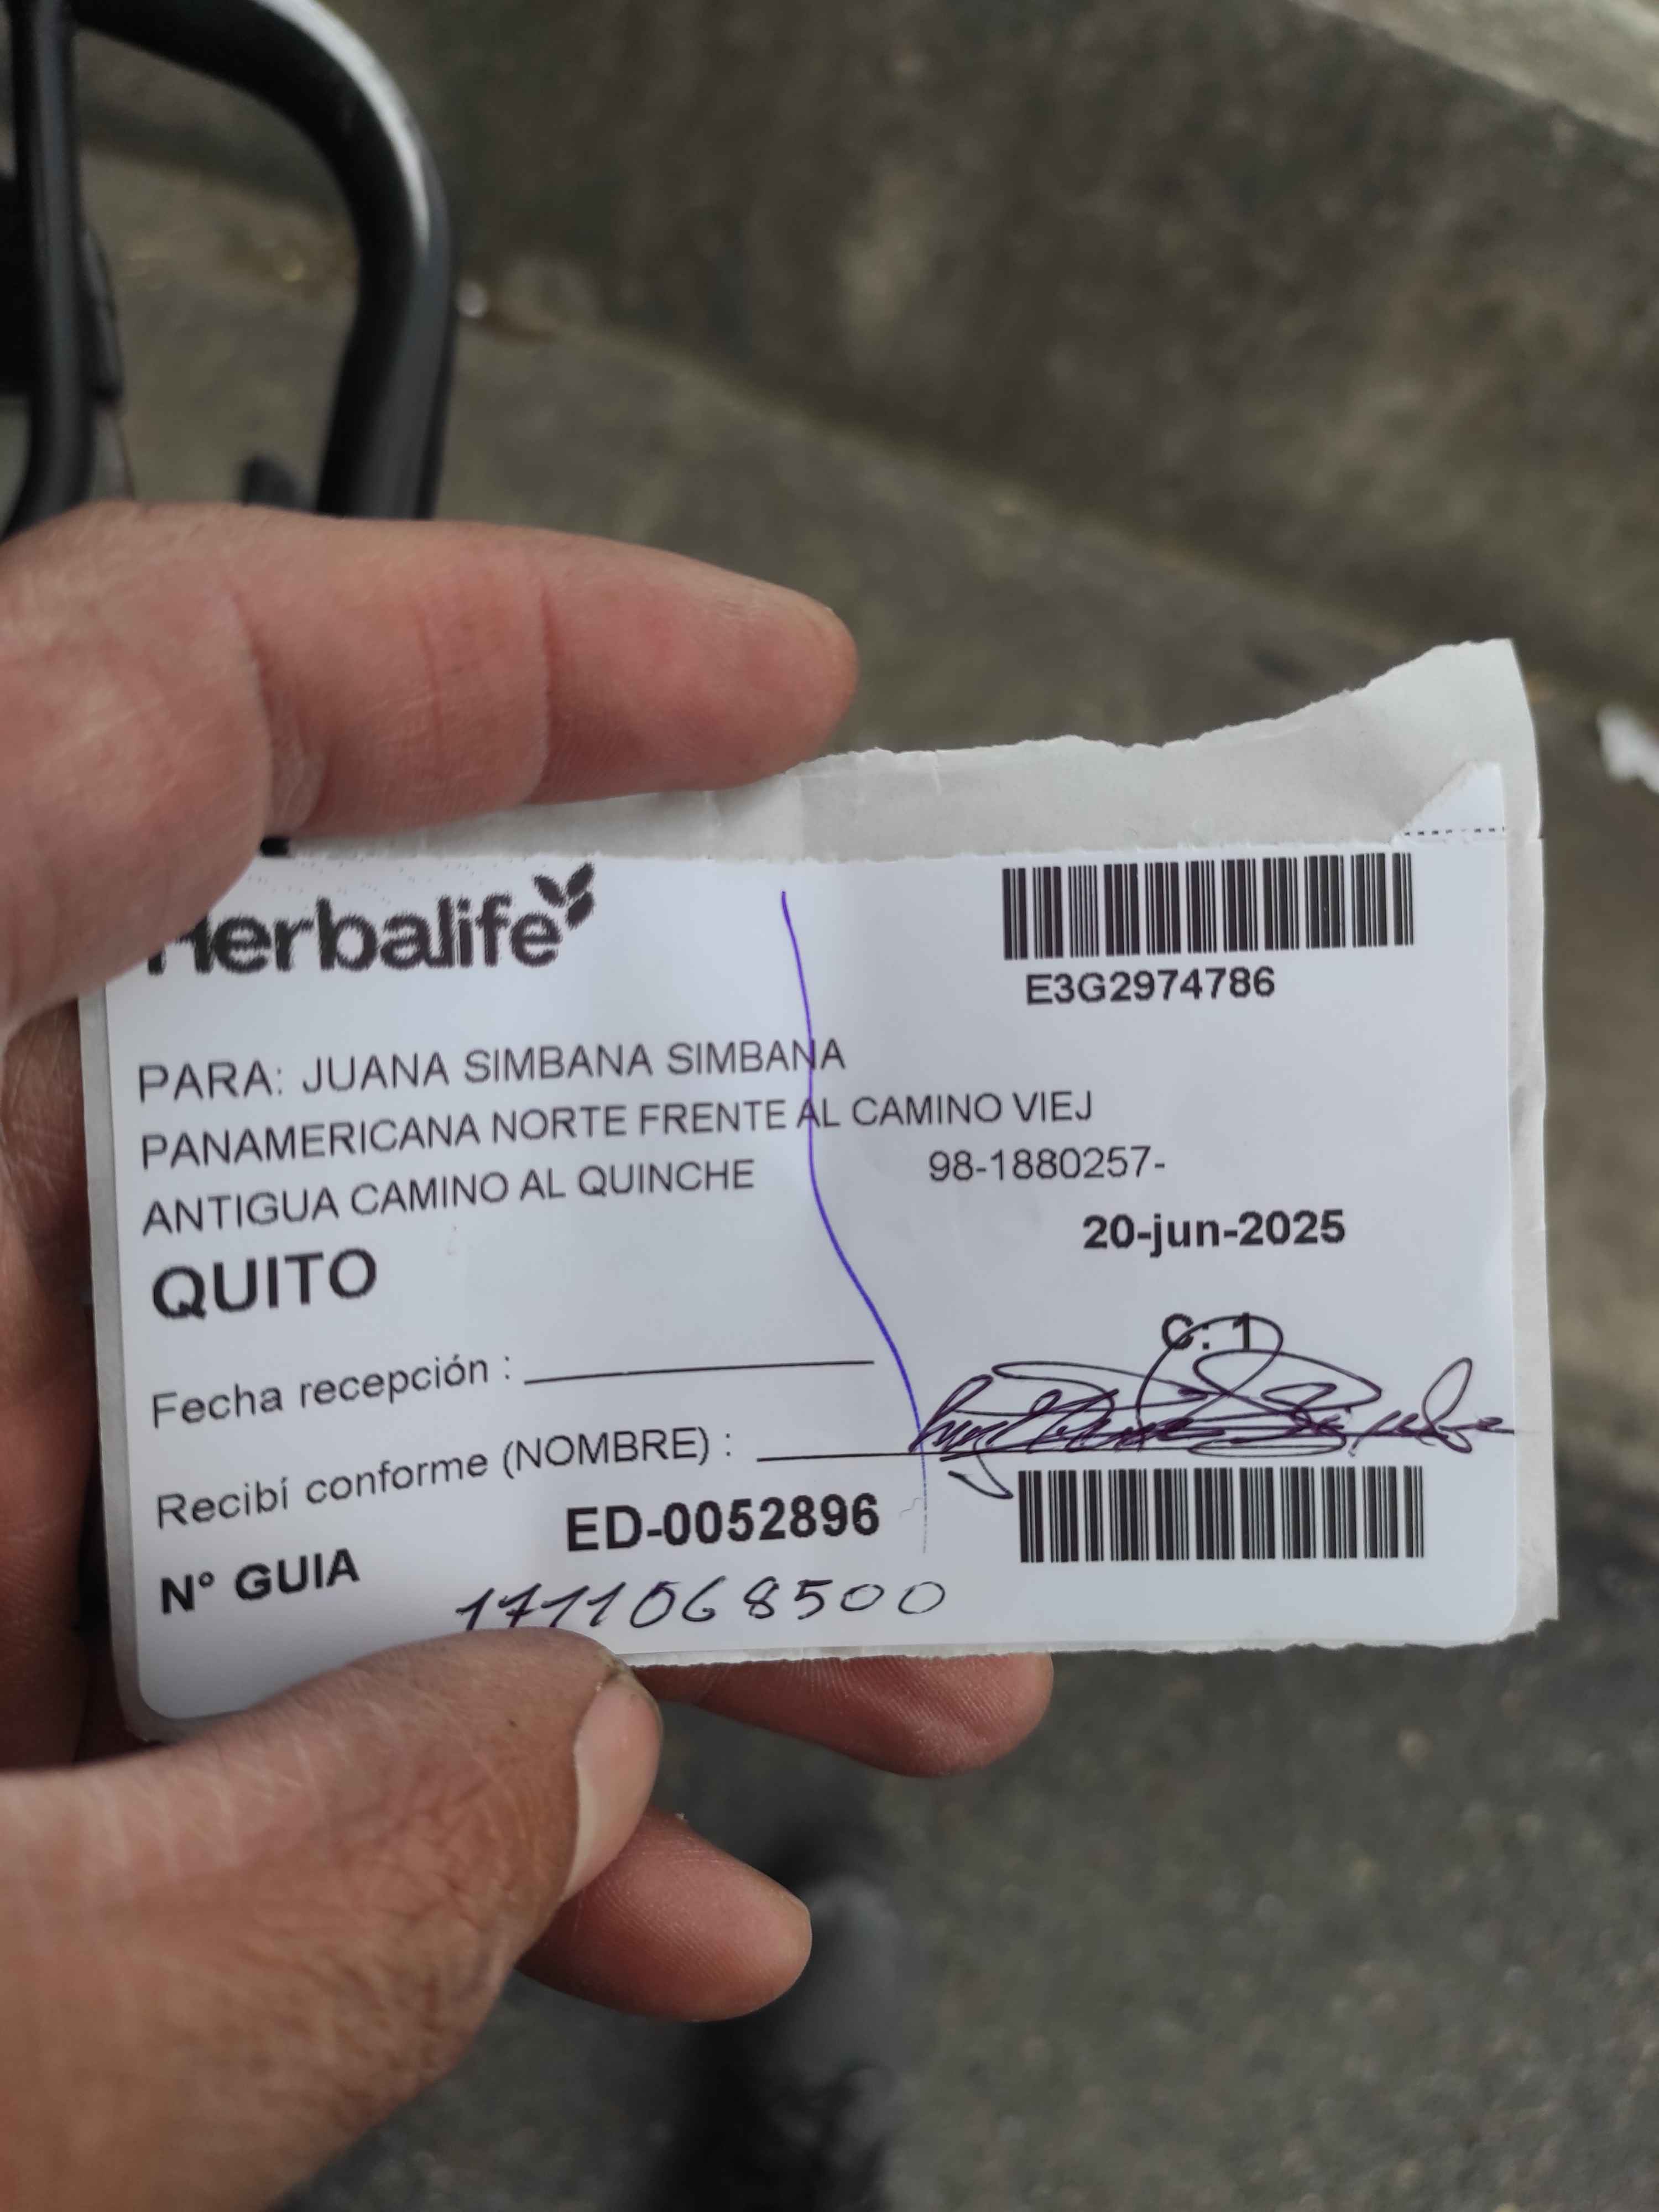 Herbalife
E3G2974786
PARA: JUANA SIMBANA SIMBANA
PANAMERICANA NORTE FRENTE AL CAMINO VIEJ
ANTIGUA CAMINO AL QUINCHE 98-1880257-
20-jun-2025
QUITO
C: 1
Fecha recepción :
Recibí conforme (NOMBRE) :
N° GUIA ED-0052896
1711068500